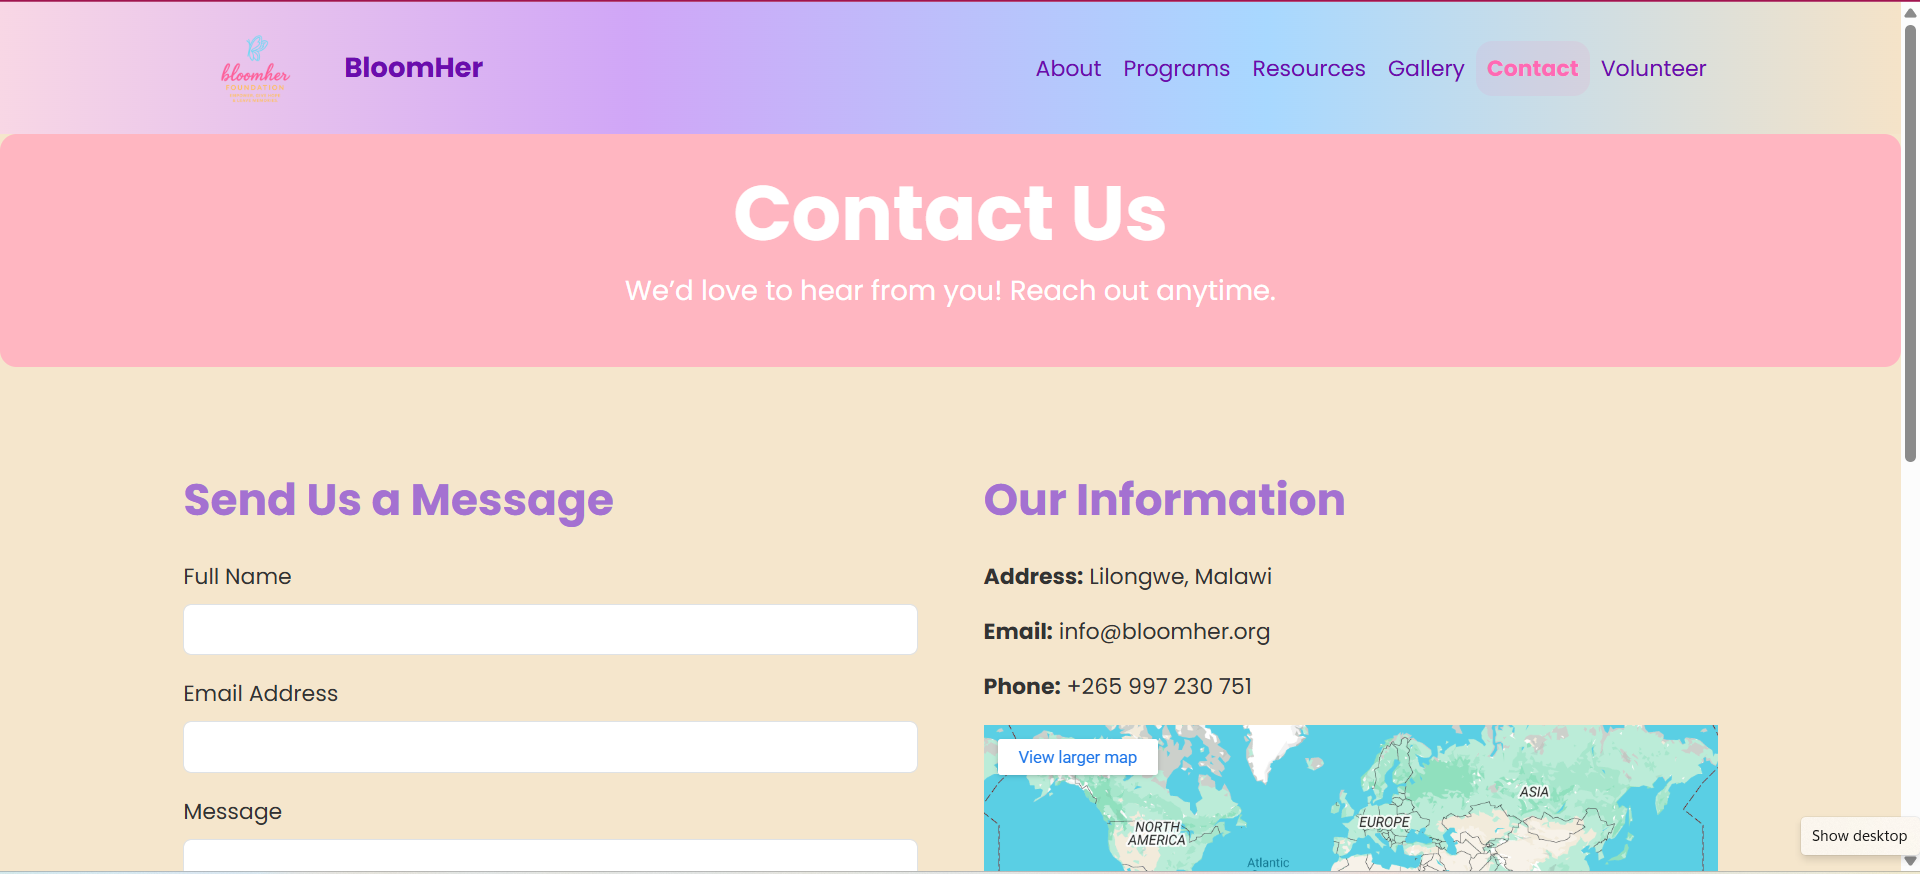 bloomher
FOUNDATION
BloomHer
About
Programs
Resources
Gallery
Contact
Volunteer
Contact Us
We’d love to hear from you! Reach out anytime.
Send Us a Message
Full Name
Email Address
Message
Our Information
Address: Lilongwe, Malawi
Email: info@bloomher.org
Phone: +265 997 230 751
View larger map
NORTH
AMERICA
EUROPE
ASIA
Atlantic
Show desktop